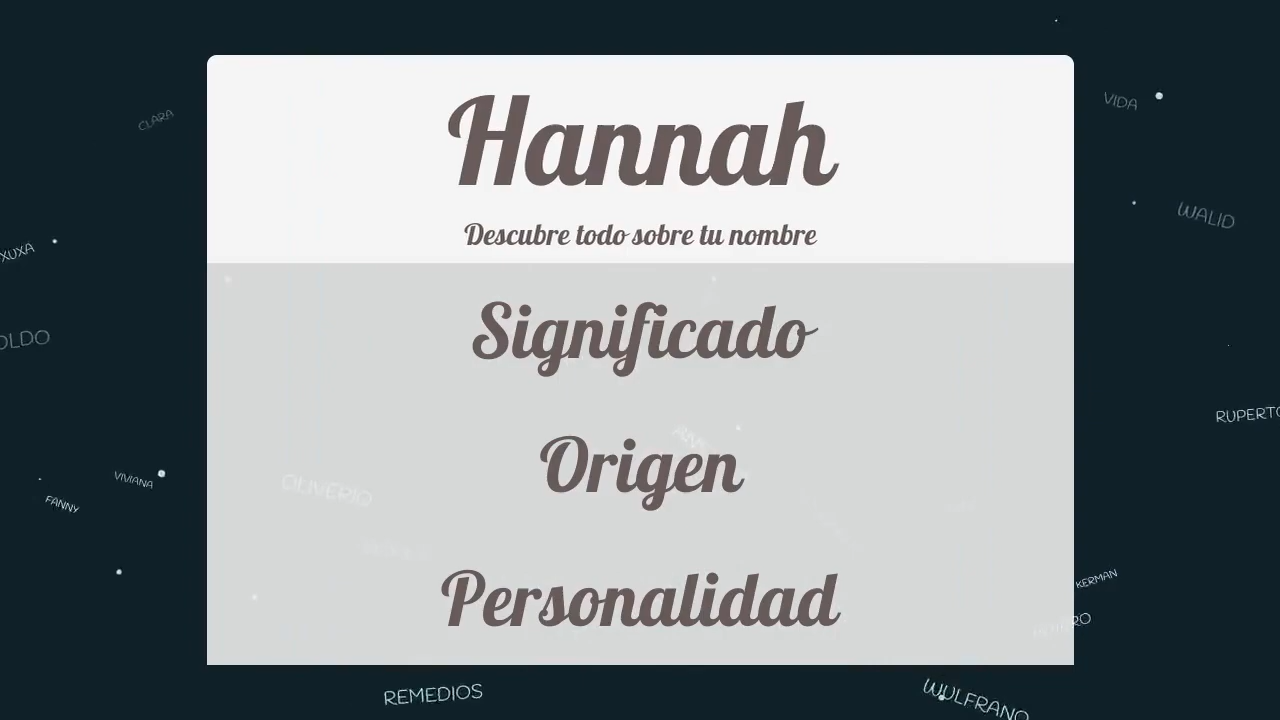 Hannah
Descubre todo sobre tu nombre
Significado
Origen
Personalidad
CLARA
VIDA
WALID
XUXA
OLDO
RUPERTO
OLIVERIO
VIVIANA
FANNY
KERMAN
REMEDIOS
WULFRANO